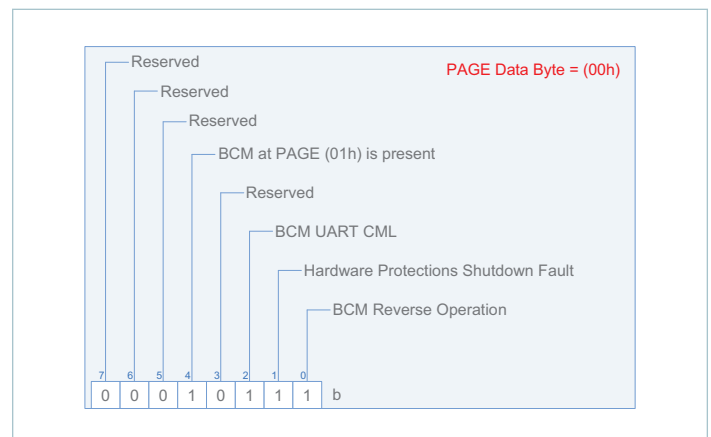 Reserved
PAGE Data Byte = (00h)
Reserved
Reserved
BCM at PAGE (01h) is present
Reserved
BCM UART CML
Hardware Protections Shutdown Fault
BCM Reverse Operation
7 6 5 4 3 2 1 0
0 0 0 1 0 1 1 1 b